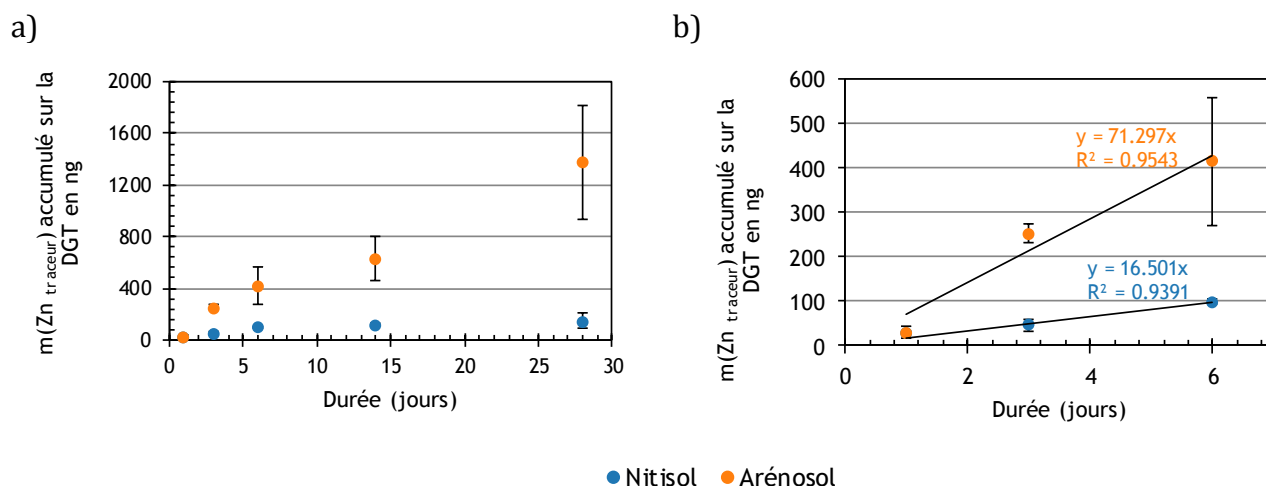 a)
m(Zn traceur) accumulé sur la
DGT en ng
2000
1600
1200
800
400
0
0 5 10 15 20 25 30
Durée (jours)
b)
m(Zn traceur) accumulé sur la
DGT en ng
600
500
400
300
200
100
0
0 2 4 6
y = 71.297x
R² = 0.9543
y = 16.501x
R² = 0.9391
Durée (jours)
Nitisol Arénosol